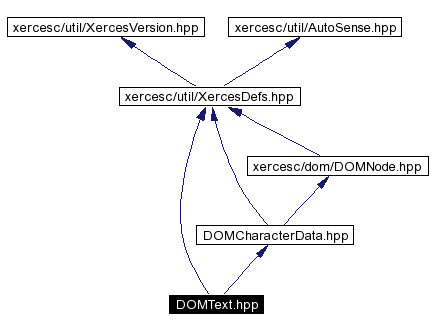 xercesc/util/XercesVersion.hpp
xercesc/util/AutoSense.hpp
xercesc/util/XercesDefs.hpp
xercesc/dom/DOMNode.hpp
DOMCharacterData.hpp
DOMText.hpp